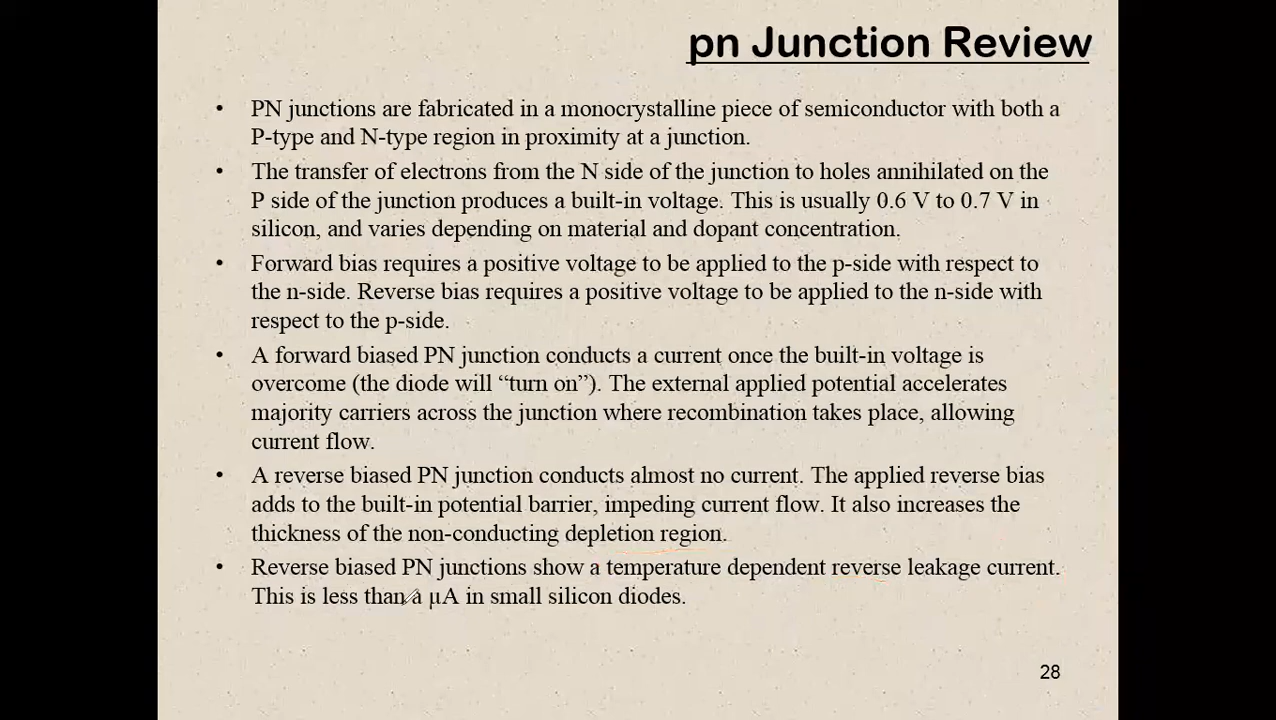 pn Junction Review
• PN junctions are fabricated in a monocrystalline piece of semiconductor with both a
P-type and N-type region in proximity at a junction.
• The transfer of electrons from the N side of the junction to holes annihilated on the
P side of the junction produces a built-in voltage. This is usually 0.6 V to 0.7 V in
silicon, and varies depending on material and dopant concentration.
• Forward bias requires a positive voltage to be applied to the p-side with respect to
the n-side. Reverse bias requires a positive voltage to be applied to the n-side with
respect to the p-side.
• A forward biased PN junction conducts a current once the built-in voltage is
overcome (the diode will “turn on”). The external applied potential accelerates
majority carriers across the junction where recombination takes place, allowing
current flow.
• A reverse biased PN junction conducts almost no current. The applied reverse bias
adds to the built-in potential barrier, impeding current flow. It also increases the
thickness of the non-conducting depletion region.
• Reverse biased PN junctions show a temperature dependent reverse leakage current.
This is less than a µA in small silicon diodes.
28